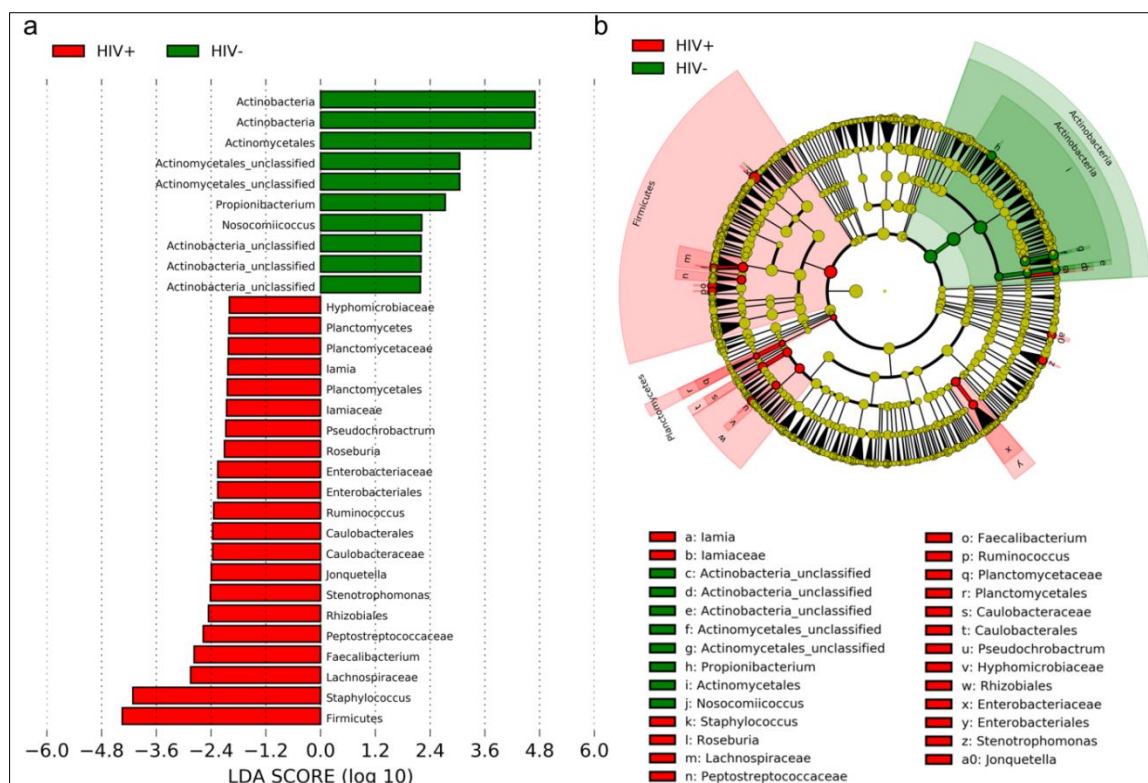 a
HIV+ HIV-
Actinobacteria
Actinobacteria
Actinomycetales
Actinomycetales_unclassified
Actinomycetales_unclassified
Propionibacterium
Nosocomiicoccus
Actinobacteria_unclassified
Actinobacteria_unclassified
Actinobacteria_unclassified
Hyphomicrobiaceae
Planctomycetes
Planctomycetaceae
Iamia
Planctomycetales
Iamiaceae
Pseudochrobactrum
Roseburia
Enterobacteriaceae
Enterobacteriales
Ruminococcus
Caulobacterales
Caulobacteraceae
Jonquetella
Stenotrophomonas
Rhizobiales
Peptostreptococcaceae
Faecalibacterium
Lachnospiraceae
Staphylococcus
Firmicutes
−6.0 −4.8 −3.6 −2.4 −1.2 0.0 1.2 2.4 3.6 4.8 6.0
LDA SCORE (log 10)
b
HIV+
HIV-
Actinobacteria
Actinobacteria
i
h
Firmicutes
m
n
g
e
a0
z
Planctomycetes
r
q
t
s
w
v
u
x
y
a: Iamia
b: Iamiaceae
c: Actinobacteria_unclassified
d: Actinobacteria_unclassified
e: Actinobacteria_unclassified
f: Actinomycetales_unclassified
g: Actinomycetales_unclassified
h: Propionibacterium
i: Actinomycetales
j: Nosocomiicoccus
k: Staphylococcus
l: Roseburia
m: Lachnospiraceae
n: Peptostreptococcaceae
o: Faecalibacterium
p: Ruminococcus
q: Planctomycetaceae
r: Planctomycetales
s: Caulobacteraceae
t: Caulobacterales
u: Pseudochrobactrum
v: Hyphomicrobiaceae
w: Rhizobiales
x: Enterobacteriaceae
y: Enterobacteriales
z: Stenotrophomonas
a0: Jonquetella